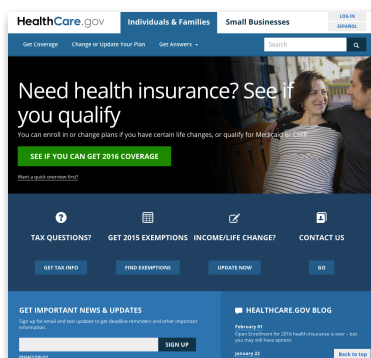 HealthCare.gov
Individuals & Families
Small Businesses
LOG IN
ESPAÑOL
Get Coverage
Change or Update Your Plan
Get Answers
Search
Need health insurance? See if
you qualify
You can enroll in or change plans if you have certain life changes, or qualify for Medicaid or CHIP
SEE IF YOU CAN GET 2016 COVERAGE
Want a quick overview first?
TAX QUESTIONS?
GET 2015 EXEMPTIONS
INCOME/LIFE CHANGE?
CONTACT US
GET TAX INFO
FIND EXEMPTIONS
UPDATE NOW
GO
GET IMPORTANT NEWS & UPDATES
Sign up for email and text updates to get deadline reminders and other important
information.
SIGN UP
PRIVACY POLICY
HEALTHCARE.GOV BLOG
February 01
Open Enrollment for 2016 health insurance is over – but
you may still have options
January 22
Back to top